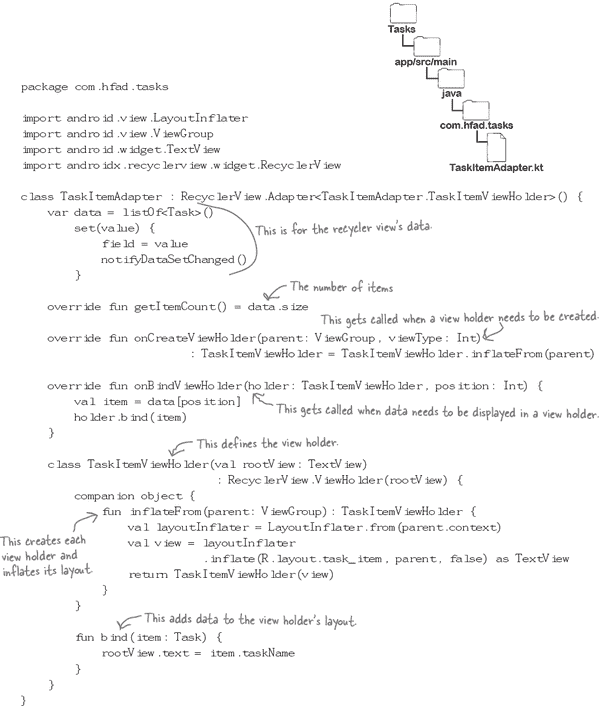 Tasks
app/src/main
java
com.hfad.tasks
TaskItemAdapter.kt
package com.hfad.tasks
import android.view.LayoutInflater
import android.view.ViewGroup
import android.widget.TextView
import androidx.recyclerview.widget.RecyclerView
class TaskItemAdapter : RecyclerView.Adapter<TaskItemAdapter.TaskItemViewHolder>() {
var data = listOf<Task>()
set(value) {
This is for the recycler view's data.
field = value
notifyDataSetChanged()
}
The number of items
override fun getItemCount() = data.size
This gets called when a view holder needs to be created.
override fun onCreateViewHolder(parent: ViewGroup, viewType: Int)
: TaskItemViewHolder = TaskItemViewHolder.inflateFrom(parent)
override fun onBindViewHolder(holder: TaskItemViewHolder, position: Int) {
val item = data[position]
This gets called when data needs to be displayed in a view holder.
holder.bind(item)
}
This defines the view holder.
class TaskItemViewHolder(val rootView: TextView)
: RecyclerView.ViewHolder(rootView) {
companion object {
fun inflateFrom(parent: ViewGroup): TaskItemViewHolder {
val layoutInflater = LayoutInflater.from(parent.context)
This creates each
view holder and
inflates its layout.
val view = layoutInflater
.inflate(R.layout.task_item, parent, false) as TextView
return TaskItemViewHolder(view)
}
}
This adds data to the view holder's layout.
fun bind(item: Task) {
rootView.text = item.taskName
}
}
}